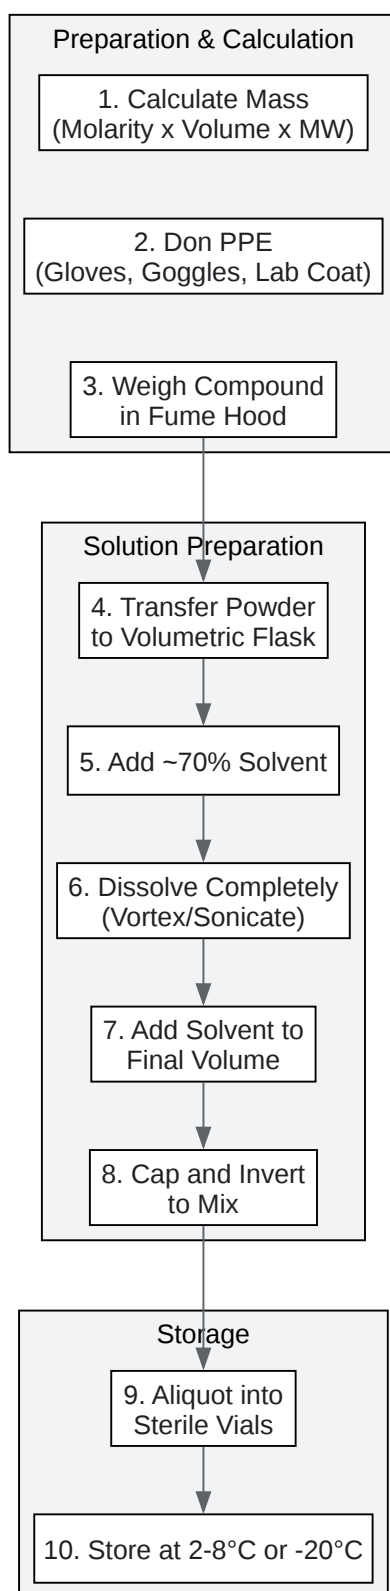 Preparation & Calculation
1. Calculate Mass
(Molarity x Volume x MW)
2. Don PPE
(Gloves, Goggles, Lab Coat)
3. Weigh Compound
in Fume Hood
Solution Preparation
4. Transfer Powder
to Volumetric Flask
5. Add ~70% Solvent
6. Dissolve Completely
(Vortex/Sonicate)
7. Add Solvent to
Final Volume
8. Cap and Invert
to Mix
Storage
9. Aliquot into
Sterile Vials
10. Store at 2-8°C or -20°C